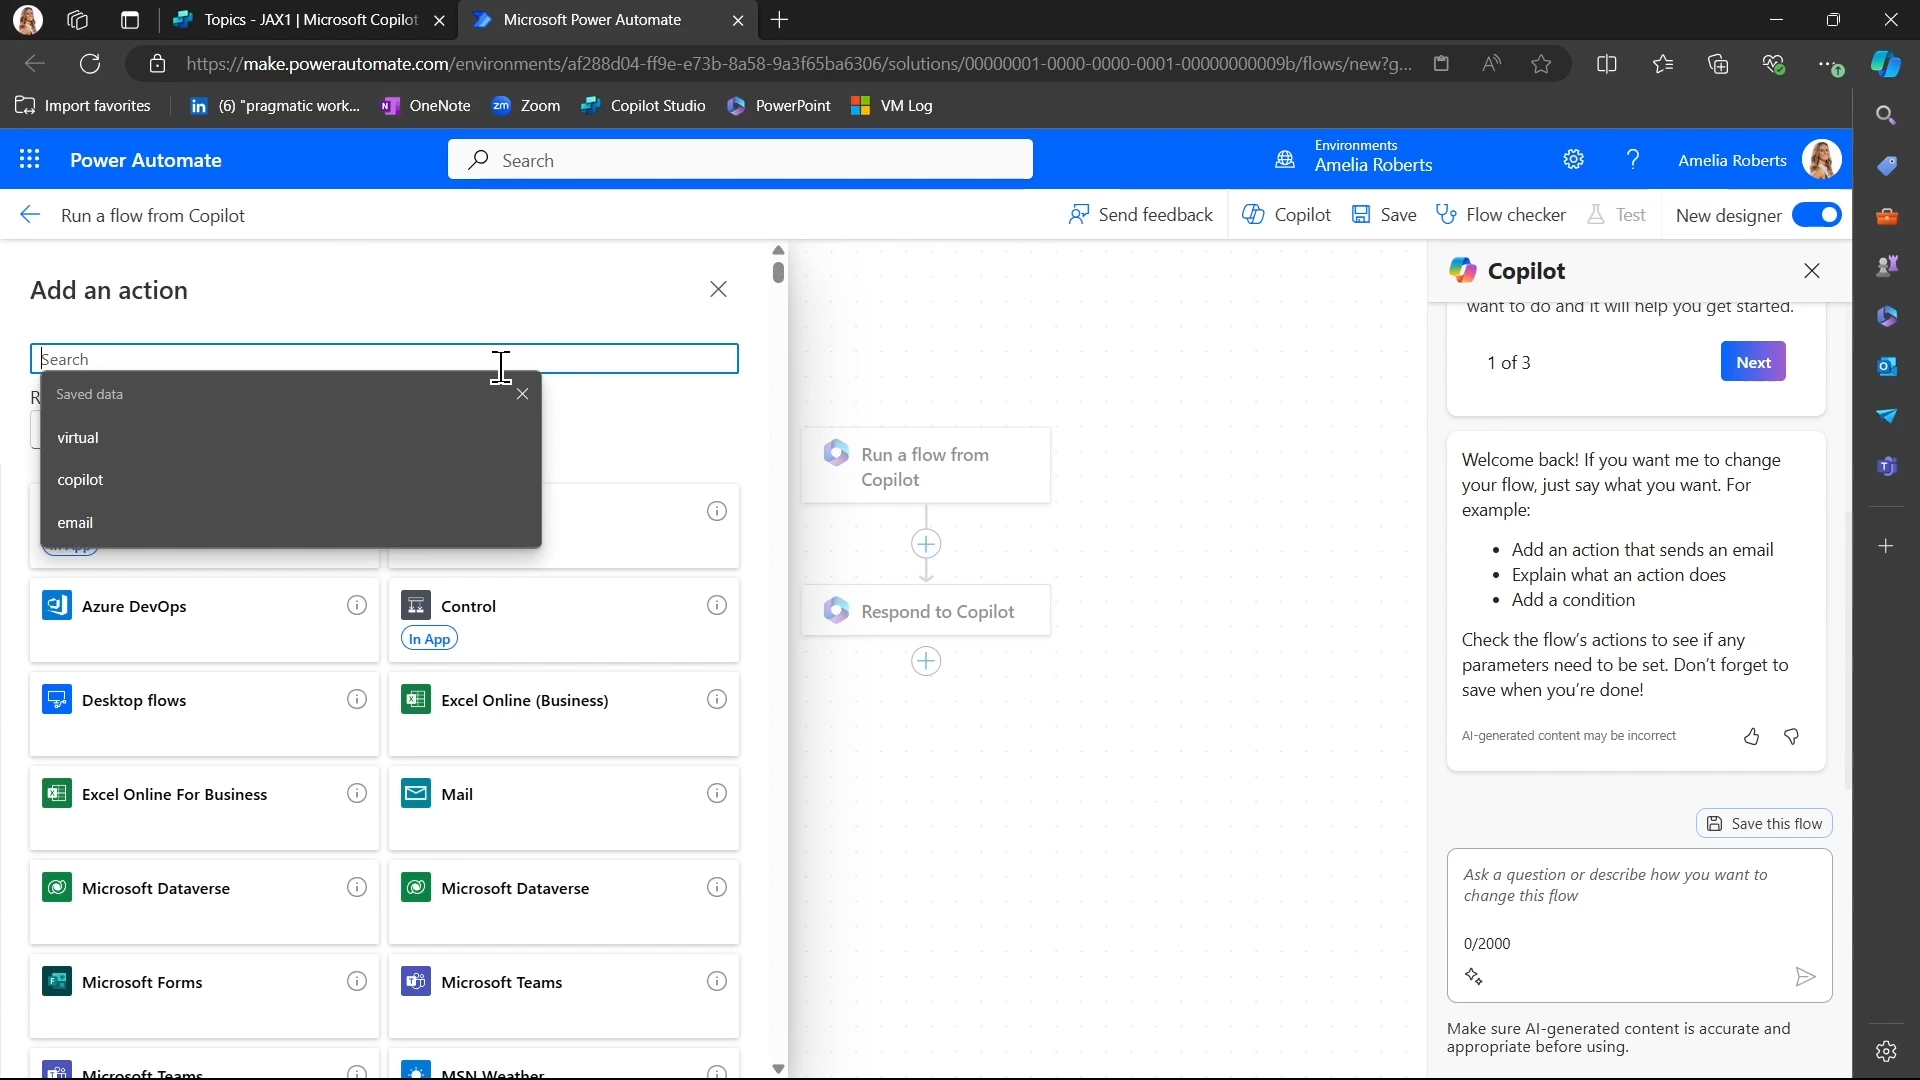 Topics - JAX1 | Microsoft Copilot
Microsoft Power Automate
https://make.powerautomate.com/environments/af288d04-ff9e-e73b-8a58-9a3f65ba6306/solutions/00000001-0000-0000-0001-00000000009b/flows/new?g...
Import favorites
(6) "pragmatic work...
OneNote
Zoom
Copilot Studio
PowerPoint
VM Log
Power Automate
Search
Environments
Amelia Roberts
Amelia Roberts
Run a flow from Copilot
Send feedback
Copilot
Save
Flow checker
Test
New designer
Add an action
Search
Saved data
virtual
copilot
email
Azure DevOps
Control
In App
Desktop flows
Excel Online (Business)
Excel Online For Business
Mail
Microsoft Dataverse
Microsoft Dataverse
Microsoft Forms
Microsoft Teams
Microsoft Teams
MSN Weather
Run a flow from
Copilot
Respond to Copilot
Copilot
want to do and it will help you get started.
1 of 3
Next
Welcome back! If you want me to change
your flow, just say what you want. For
example:
• Add an action that sends an email
• Explain what an action does
• Add a condition
Check the flow's actions to see if any
parameters need to be set. Don't forget to
save when you're done!
AI-generated content may be incorrect
Save this flow
Ask a question or describe how you want to
change this flow
0/2000
Make sure AI-generated content is accurate and
appropriate before using.